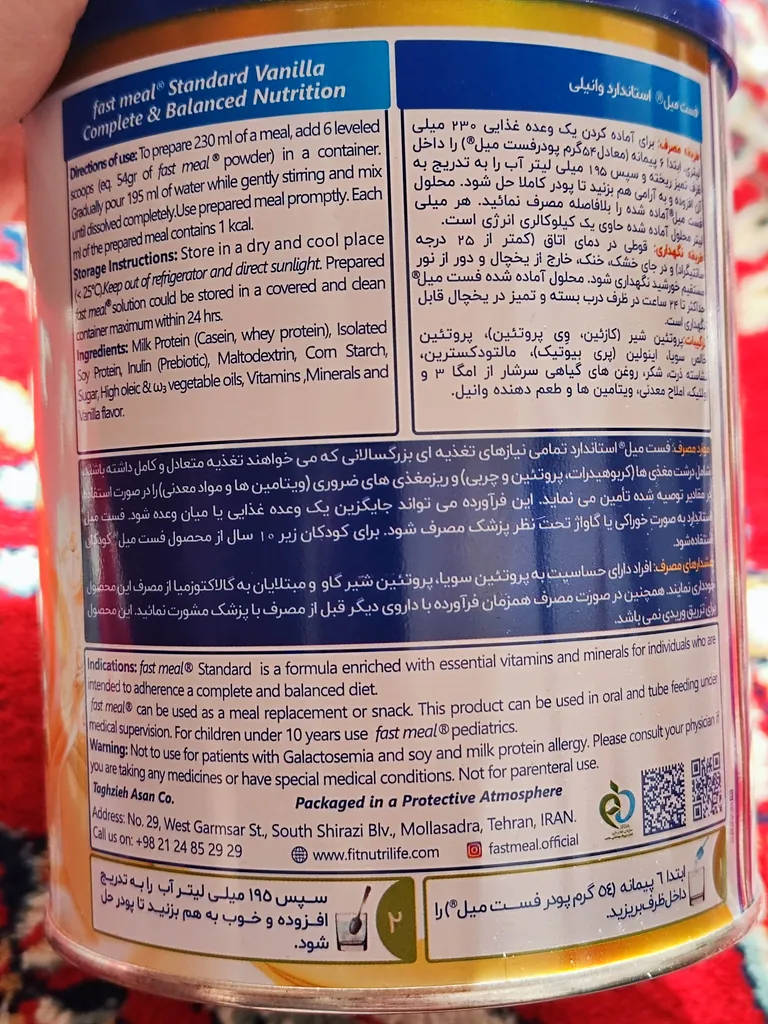 fast meal® Standard Vanilla
Complete & Balanced Nutrition
Directions of use: To prepare 230 ml of a meal, add 6 leveled
scoops (eq. 54gr of fast meal® powder) in a container.
Gradually pour 195 ml of water while gently stirring and mix
until dissolved completely.Use prepared meal promptly. Each
ml of the prepared meal contains 1 kcal.
Storage Instructions: Store in a dry and cool place
(< 25°C).Keep out of refrigerator and direct sunlight. Prepared
fast meal® solution could be stored in a covered and clean
container maximum within 24 hrs.
Ingredients: Milk Protein (Casein, whey protein), Isolated
Soy Protein, Inulin (Prebiotic), Maltodextrin, Corn Starch,
Sugar, High oleic & ω₃ vegetable oils, Vitamins ,Minerals and
Vanilla flavor.
فست میل® استاندارد وانیلی
طریقه مصرف: برای آماده کردن یک وعده غذایی ۲۳۰ میلی
لیتری، ابتدا ۶ پیمانه (معادل۵۴گرم پودرفست میل®) را داخل
ظرف تمیز ریخته و سپس ۱۹۵ میلی لیتر آب را به تدریج به
آن افزوده و به آرامی هم بزنید تا پودر کاملا حل شود. محلول
فست میل®آماده شده را بلافاصله مصرف نمائید. هر میلی
لیتر محلول آماده شده حاوی یک کیلوکالری انرژی است.
طریقه نگهداری: قوطی در دمای اتاق (کمتر از ۲۵ درجه
سانتیگراد) و در جای خشک، خنک، خارج از یخچال و دور از نور
مستقیم خورشید نگهداری شود. محلول آماده شده فست میل®
حداکثر تا ۲۴ ساعت در ظرف درب بسته و تمیز در یخچال قابل
نگهداری است.
ترکیبات:پروتئین شیر (کازئین، وی پروتئین)، پروتئین
خالص سویا، اینولین (پری بیوتیک)، مالتودکسترین،
نشاسته ذرت، شکر، روغن های گیاهی سرشار از امگا ۳ و
اولئیک، املاح معدنی، ویتامین ها و طعم دهنده وانیل.
مورد مصرف: فست میل® استاندارد تمامی نیازهای تغذیه ای بزرگسالانی که می خواهند تغذیه متعادل و کامل داشته باشند
شامل درشت مغذی ها (کربوهیدرات، پروتئین و چربی) و ریزمغذی های ضروری (ویتامین ها و مواد معدنی) را در صورت استفاده
در مقادیر توصیه شده تامین می نماید. این فرآورده می تواند جایگزین یک وعده غذایی یا میان وعده شود. فست میل
استاندارد به صورت خوراکی یا گاواژ تحت نظر پزشک مصرف شود. برای کودکان زیر ۱۰ سال از محصول فست میل® کودکان
استفاده شود.
هشدارهای مصرف: افراد دارای حساسیت به پروتئین سویا، پروتئین شیر گاو و مبتلایان به گالاکتوزمیا از مصرف این محصول
خودداری نمایند. همچنین در صورت مصرف همزمان فرآورده با داروی دیگر قبل از مصرف با پزشک مشورت نمائید. این محصول
برای تزریق وریدی نمی باشد.
Indications: fast meal® Standard is a formula enriched with essential vitamins and minerals for individuals who are
intended to adherence a complete and balanced diet.
fast meal® can be used as a meal replacement or snack. This product can be used in oral and tube feeding under
medical supervision. For children under 10 years use fast meal® pediatrics.
Warning: Not to use for patients with Galactosemia and soy and milk protein allergy. Please consult your physician if
you are taking any medicines or have special medical conditions. Not for parenteral use.
Taghzieh Asan Co.
Packaged in a Protective Atmosphere
Address: No. 29, West Garmsar St., South Shirazi Blv., Mollasadra, Tehran, IRAN.
Call us on: +98 21 24 85 29 29
www.fitnutrilife.com
fastmeal.official
ابتدا ٦ پیمانه (٥٤ گرم پودر فست میل®) را
داخل ظرف بریزید.
۲
سپس ۱۹۵ میلی لیتر آب را به تدریج
افزوده و خوب به هم بزنید تا پودر حل
شود.